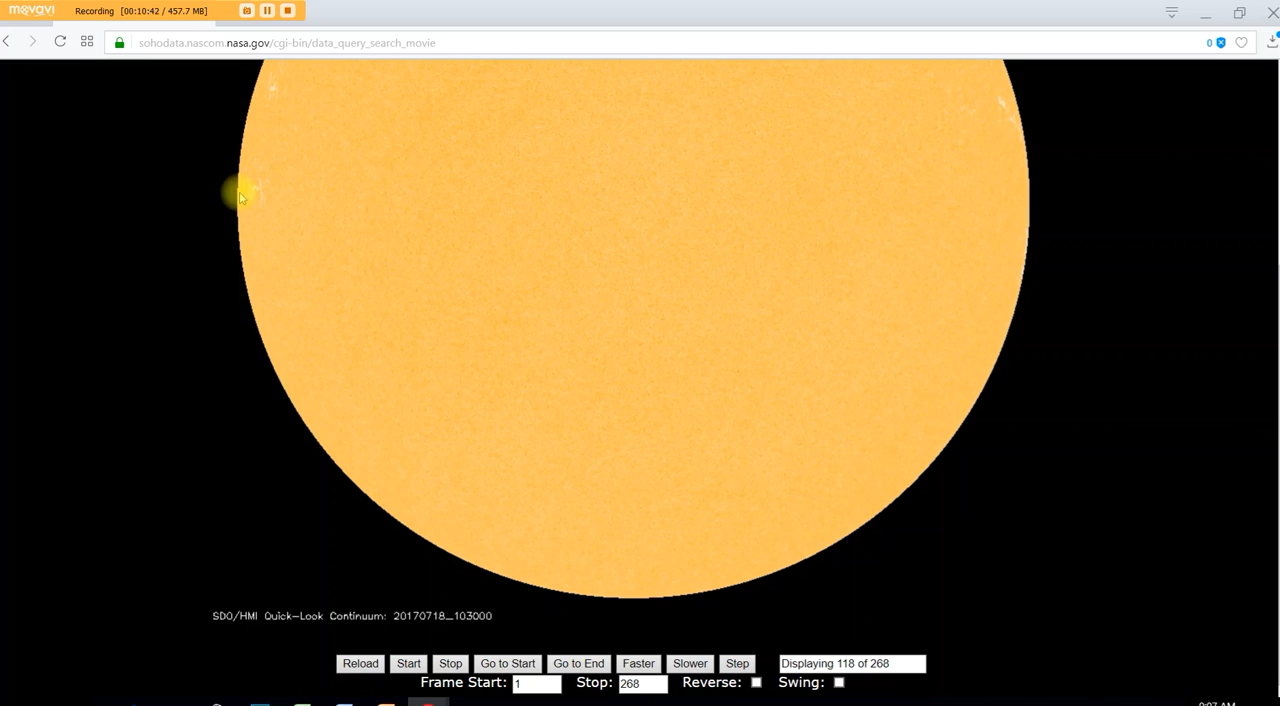 movavi Recording [00:10:42 / 457.7 MB]
sohodata.nascom.nasa.gov/cgi-bin/data_query_search_movie 0
SDO/HMI Quick-Look Continuum: 20170718_103000
Reload Start Stop Go to Start Go to End Faster Slower Step Displaying 118 of 268
Frame Start: 1 Stop: 268 Reverse: Swing: